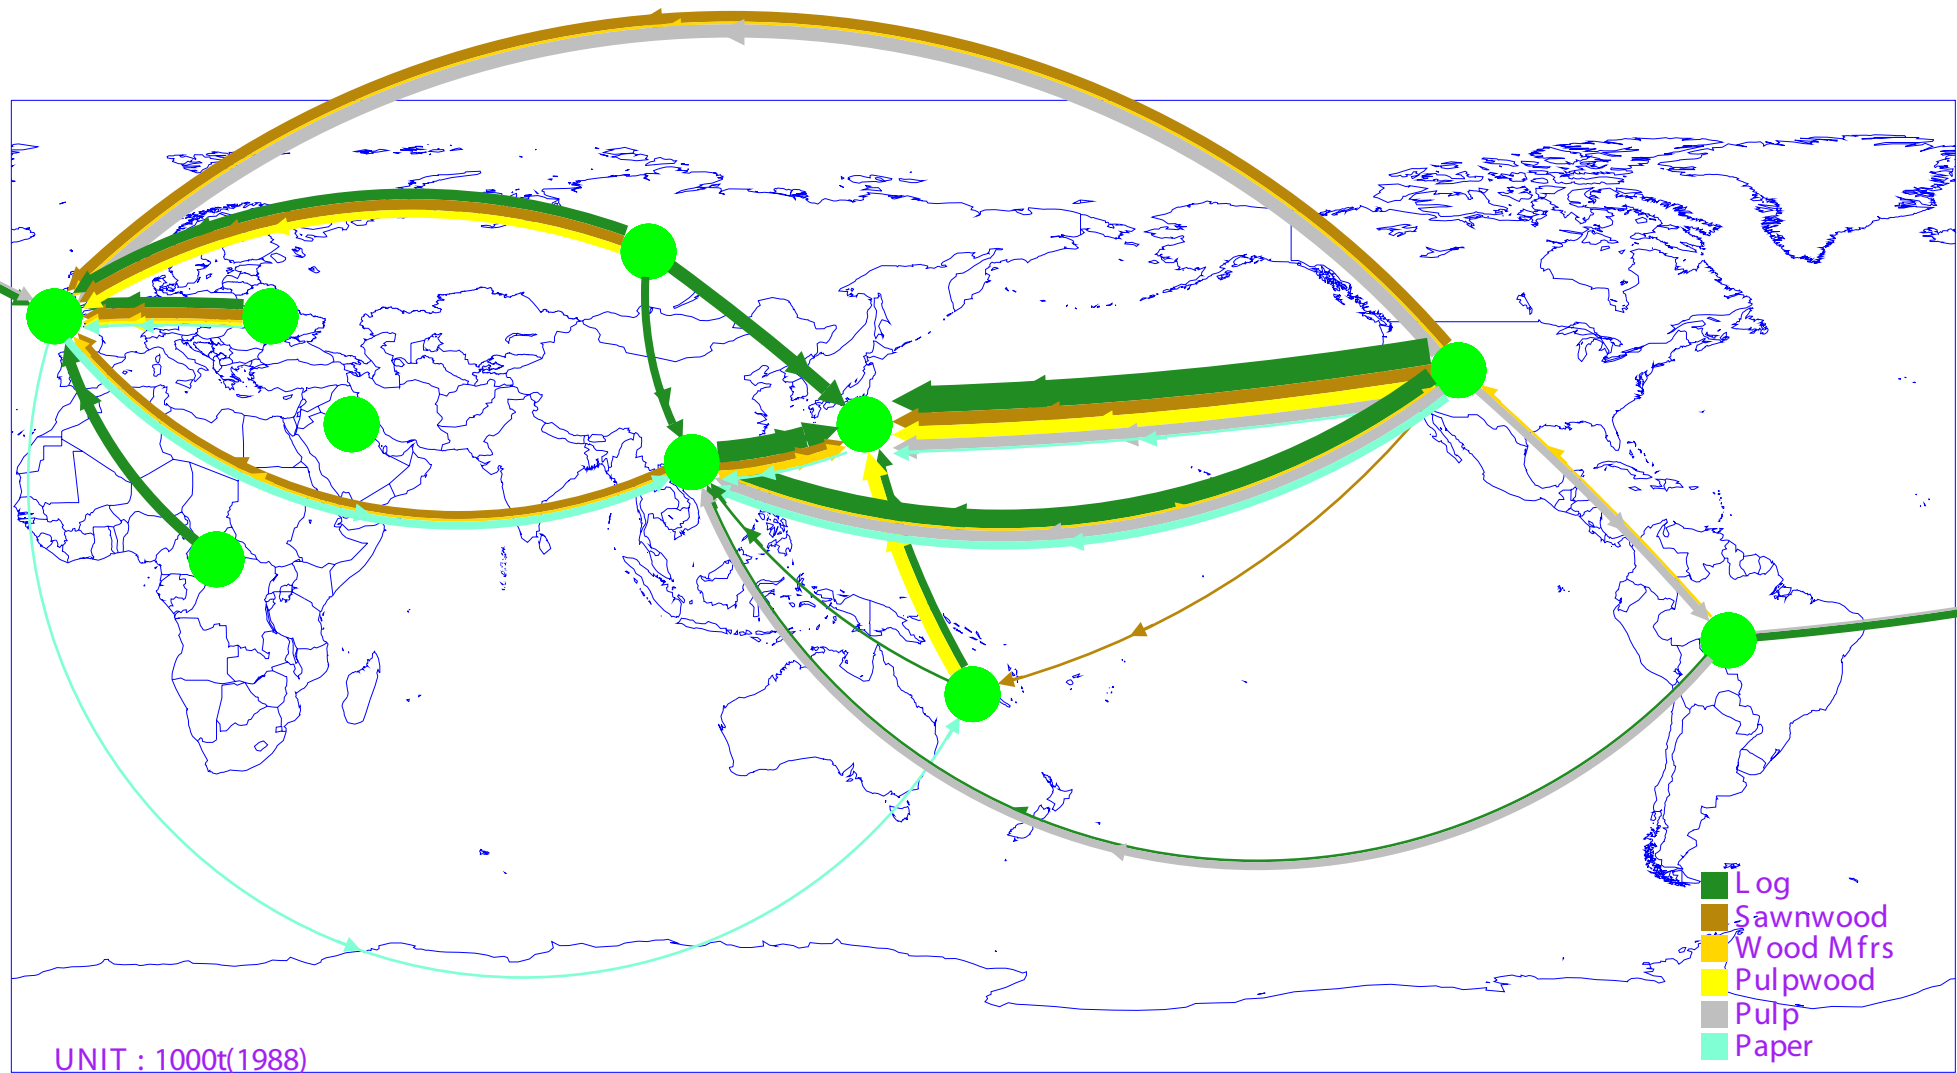 Log
Sawnwood
Wood Mfrs
Pulpwood
Pulp
Paper
UNIT : 1000t(1988)